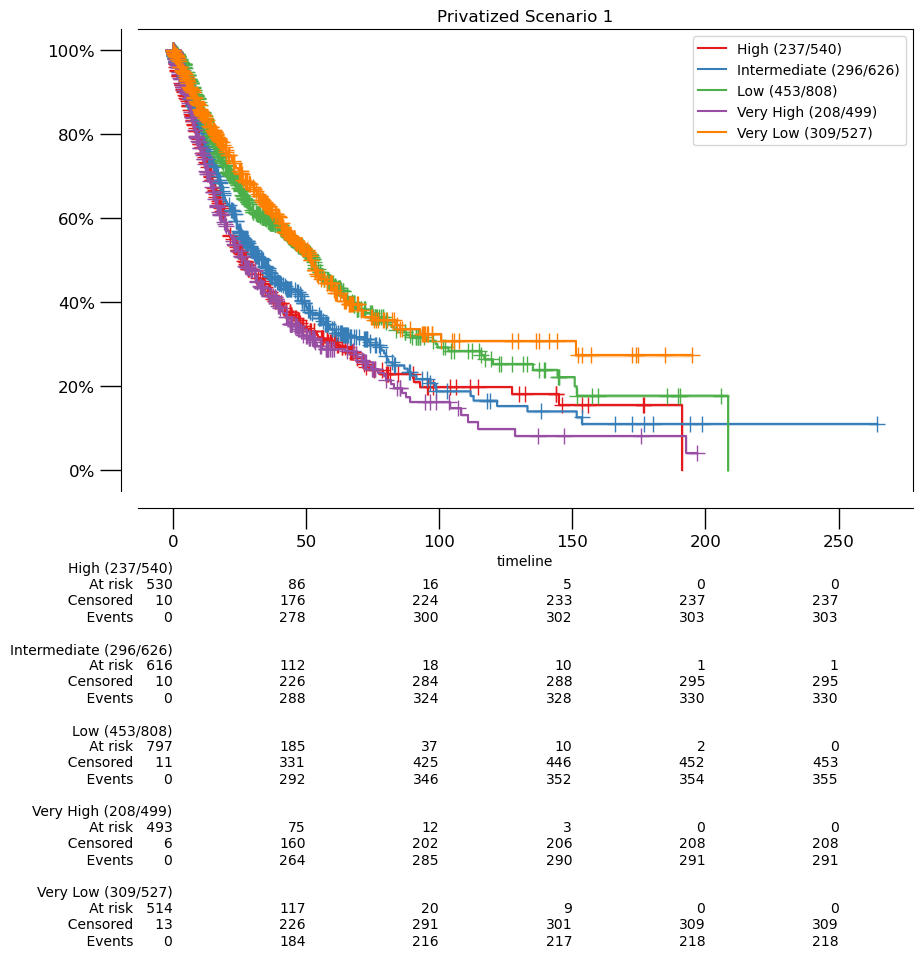 Privatized Scenario 1
100%
80%
60%
40%
20%
0%
High (237/540)
Intermediate (296/626)
Low (453/808)
Very High (208/499)
Very Low (309/527)
0 50 100 150 200 250
timeline
High (237/540)
At risk 530 86 16 5 0 0
Censored 10 176 224 233 237 237
Events 0 278 300 302 303 303
Intermediate (296/626)
At risk 616 112 18 10 1 1
Censored 10 226 284 288 295 295
Events 0 288 324 328 330 330
Low (453/808)
At risk 797 185 37 10 2 0
Censored 11 331 425 446 452 453
Events 0 292 346 352 354 355
Very High (208/499)
At risk 493 75 12 3 0 0
Censored 6 160 202 206 208 208
Events 0 264 285 290 291 291
Very Low (309/527)
At risk 514 117 20 9 0 0
Censored 13 226 291 301 309 309
Events 0 184 216 217 218 218